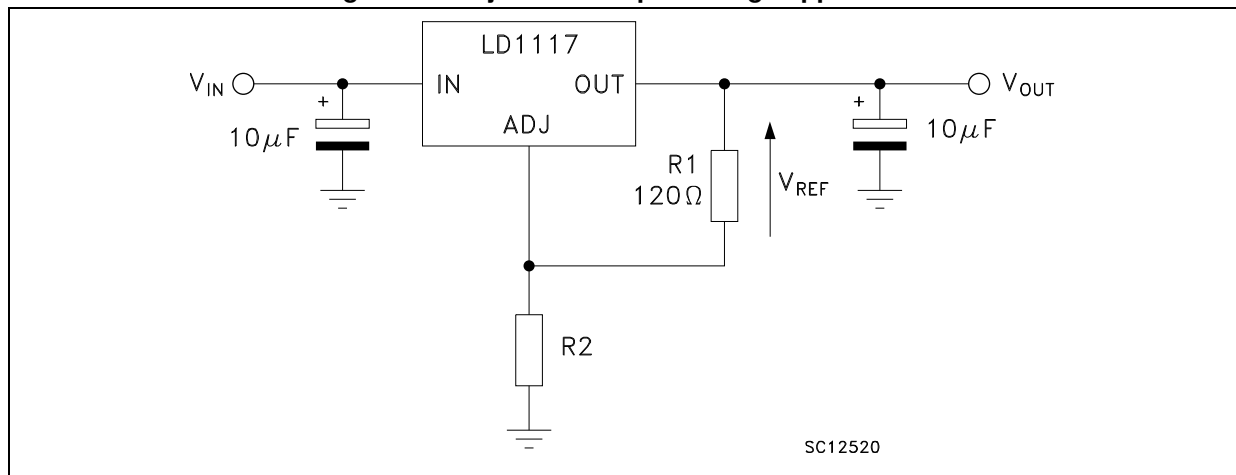 LD1117
V_IN
IN
OUT
V_OUT
+
10μF
ADJ
R1
120Ω
V_REF
+
10μF
R2
SC12520